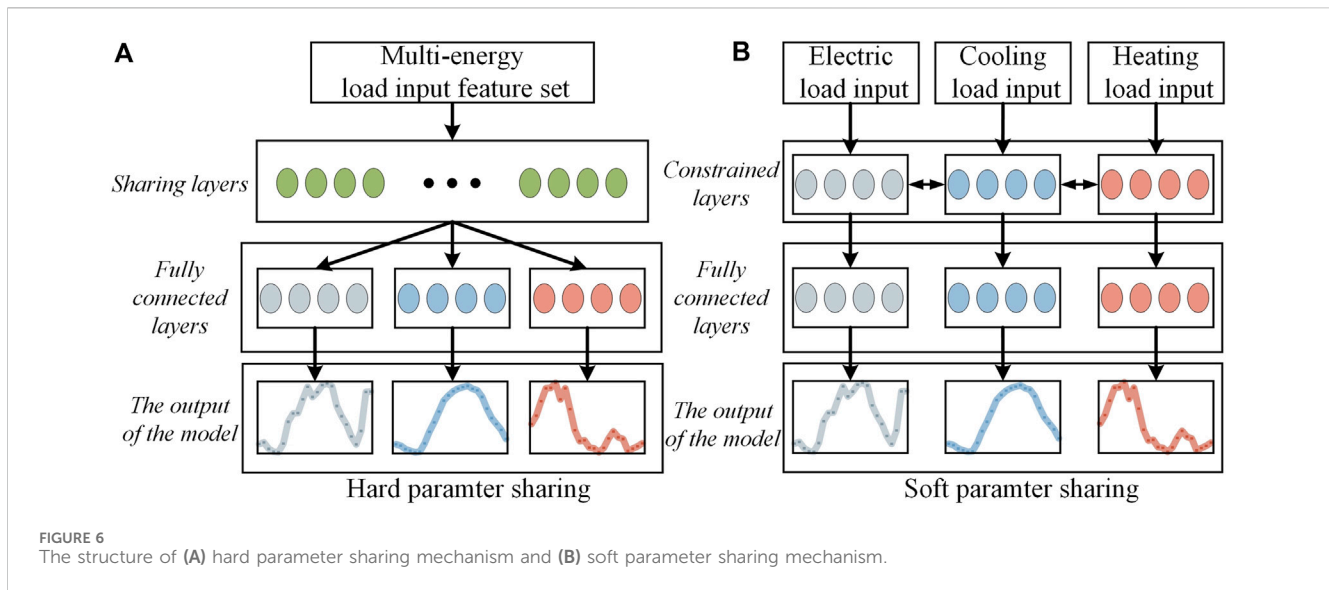 A
Multi-energy
load input feature set
Sharing layers
Fully
connected
layers
The output
of the model
Hard paramter sharing
B
Electric
load input
Cooling
load input
Heating
load input
Constrained
layers
Fully
connected
layers
The output
of the model
Soft paramter sharing
FIGURE 6
The structure of (A) hard parameter sharing mechanism and (B) soft parameter sharing mechanism.